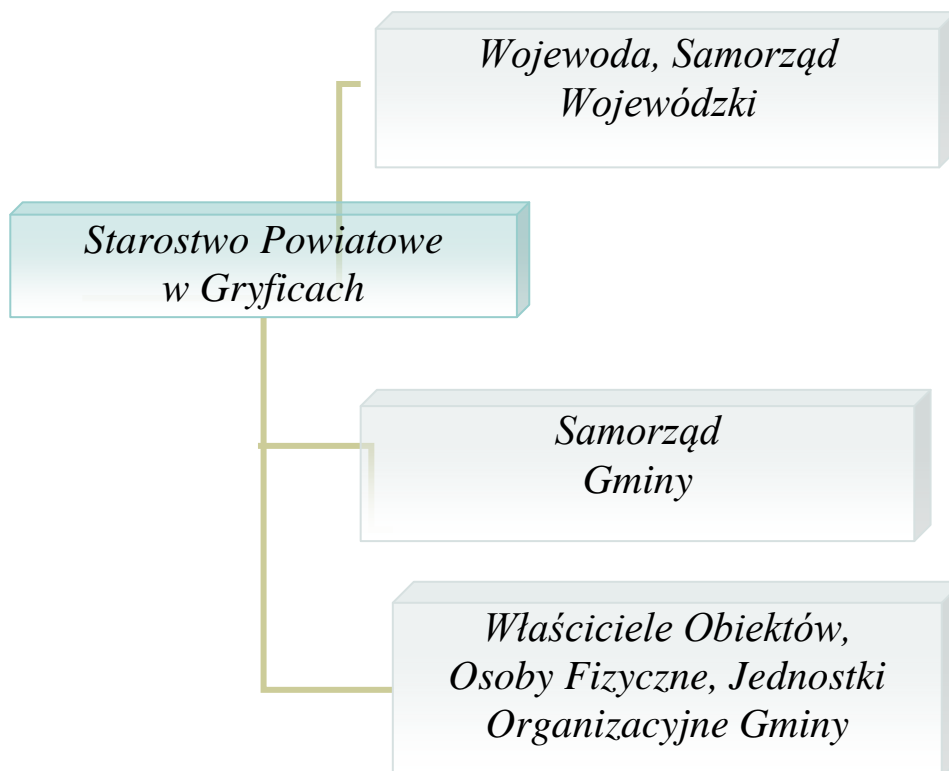 Wojewoda, Samorząd
Wojewódzki
Starostwo Powiatowe
w Gryficach
Samorząd
Gminy
Właściciele Obiektów,
Osoby Fizyczne, Jednostki
Organizacyjne Gminy